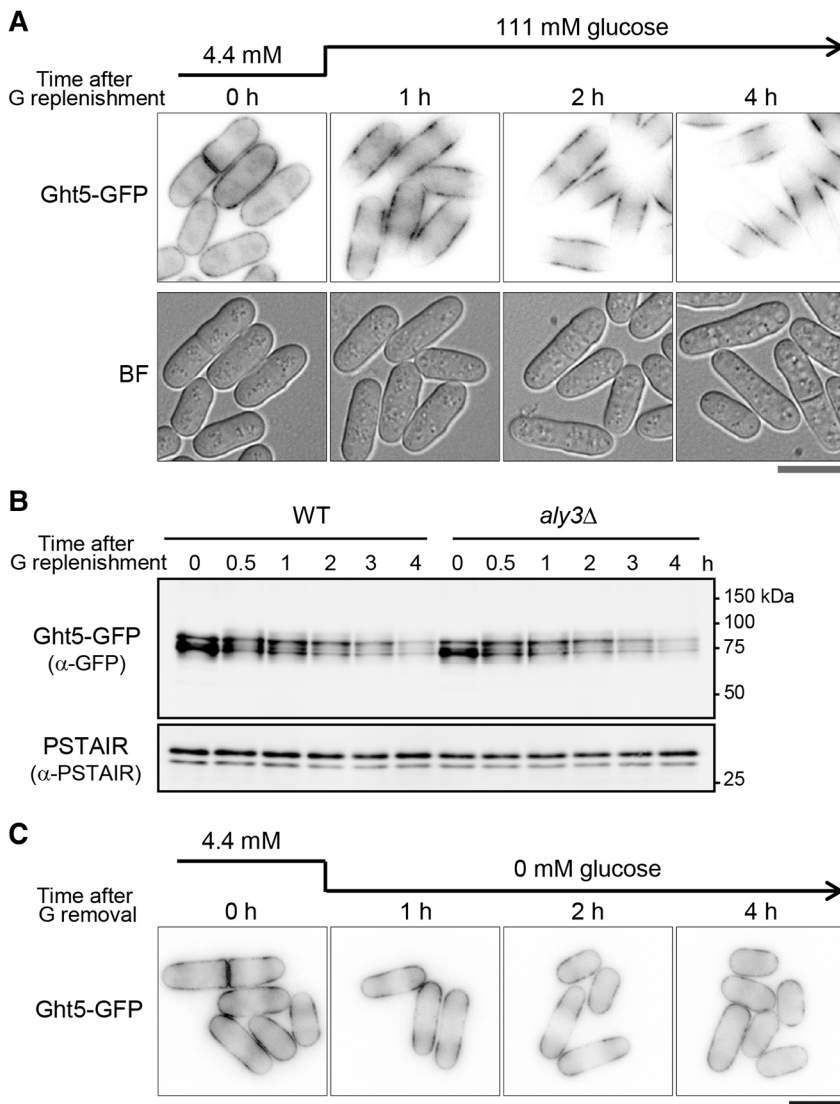 A
111 mM glucose
4.4 mM
Time after
G replenishment
0 h 1 h 2 h 4 h
Ght5-GFP
BF
B
WT aly3Δ
Time after
G replenishment
0 0.5 1 2 3 4 0 0.5 1 2 3 4 h
150 kDa
100
Ght5-GFP
75
(α-GFP)
50
PSTAIR
(α-PSTAIR)
25
C
4.4 mM
0 mM glucose
Time after
G removal
0 h 1 h 2 h 4 h
Ght5-GFP